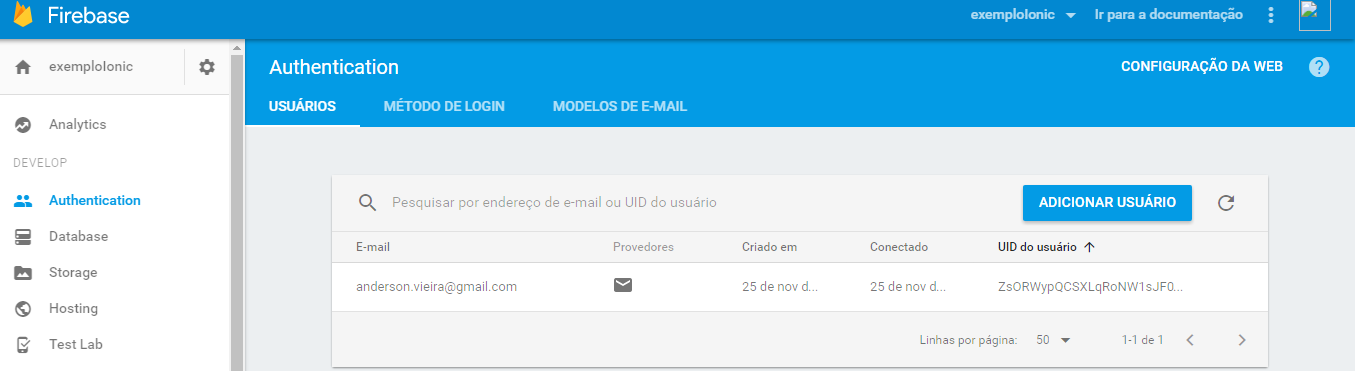 Firebase
exemploIonic
Ir para a documentação
exemploIonic
Analytics
DEVELOP
Authentication
Database
Storage
Hosting
Test Lab
Authentication
CONFIGURAÇÃO DA WEB
?
USUÁRIOS
MÉTODO DE LOGIN
MODELOS DE E-MAIL
Pesquisar por endereço de e-mail ou UID do usuário
ADICIONAR USUÁRIO
E-mail
Provedores
Criado em
Conectado
UID do usuário
anderson.vieira@gmail.com
25 de nov d...
25 de nov d...
ZsORWypQCSXLqRoNW1sJF0...
Linhas por página:
50
1-1 de 1